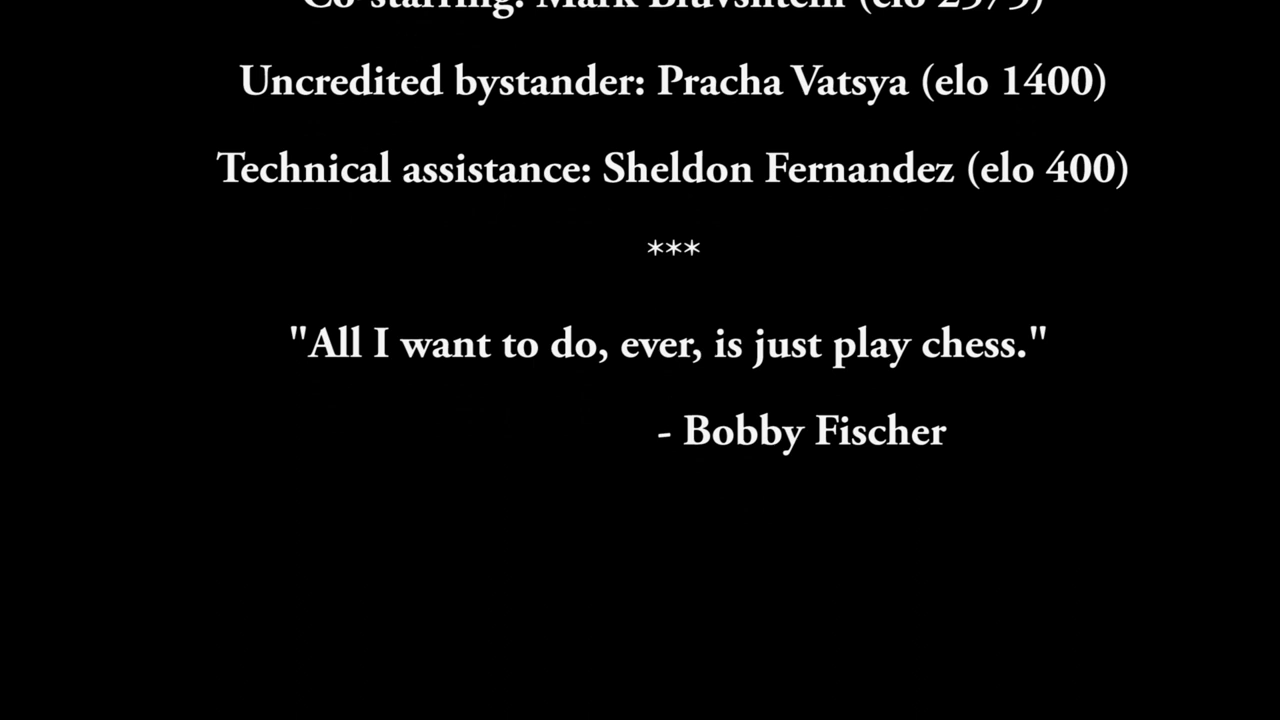 Co-starring: Mark Bluvshtein (elo 2575)
Uncredited bystander: Pracha Vatsya (elo 1400)
Technical assistance: Sheldon Fernandez (elo 400)
***
"All I want to do, ever, is just play chess."
- Bobby Fischer